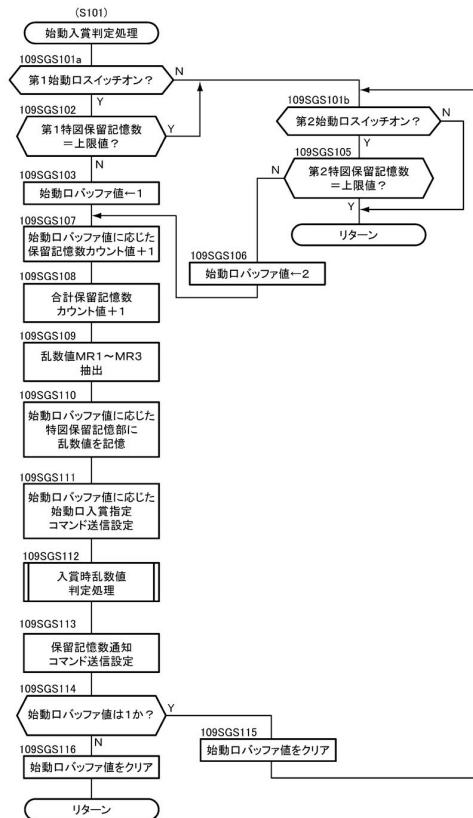 (S101)
始動入賞判定処理
109SGS101a
第1始動口スイッチオン？
N
Y
109SGS102
第1特図保留記憶数
＝上限値？
Y
N
109SGS103
始動口バッファ値←1
109SGS107
始動口バッファ値に応じた
保留記憶数カウント値＋1
109SGS108
合計保留記憶数
カウント値＋1
109SGS109
乱数値MR1～MR3
抽出
109SGS110
始動口バッファ値に応じた
特図保留記憶部に
乱数値を記憶
109SGS111
始動口バッファ値に応じた
始動口入賞指定
コマンド送信設定
109SGS112
入賞時乱数値
判定処理
109SGS113
保留記憶数通知
コマンド送信設定
109SGS114
始動口バッファ値は1か？
Y
N
109SGS116
始動口バッファ値をクリア
リターン
109SGS101b
第2始動口スイッチオン？
N
Y
109SGS105
第2特図保留記憶数
＝上限値？
N
Y
リターン
109SGS106
始動口バッファ値←2
109SGS115
始動口バッファ値をクリア